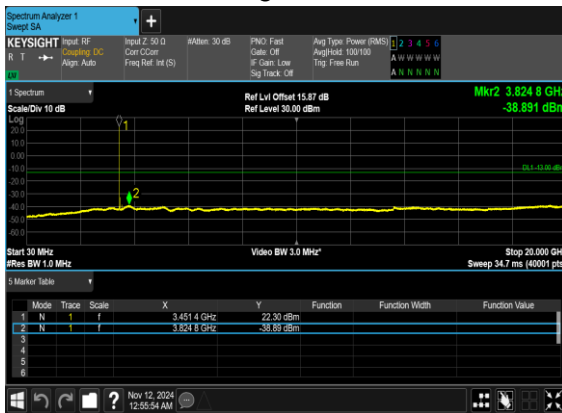 Spectrum Analyzer 1
Swept SA
+
KEYSIGHT Input: RF Input Z: 50 Ω #Atten: 30 dB PNO: Fast Avg Type: Power (RMS) 1 2 3 4 5 6
R T Coupling: DC Corr CCorr Gate: Off Avg|Hold: 100/100 A W W W W W
Align: Auto Freq Ref: Int (S) IF Gain: Low Trig: Free Run
LXI Sig Track: Off A N N N N N
1 Spectrum Ref Lvl Offset 15.87 dB Mkr2 3.824 8 GHz
Scale/Div 10 dB Ref Level 30.00 dBm -38.891 dBm
Log
20.0
10.0
0.00
-10.0
DL1 -13.00 dBm
-20.0
-30.0
-40.0
-50.0
-60.0
1
2
Start 30 MHz Video BW 3.0 MHz* Stop 20.000 GHz
#Res BW 1.0 MHz Sweep 34.7 ms (40001 pts)
5 Marker Table
Mode Trace Scale X Y Function Function Width Function Value
1 N 1 f 3.451 4 GHz 22.30 dBm
2 N 1 f 3.824 8 GHz -38.89 dBm
3
4
5
6
? Nov 12, 2024
12:55:54 AM